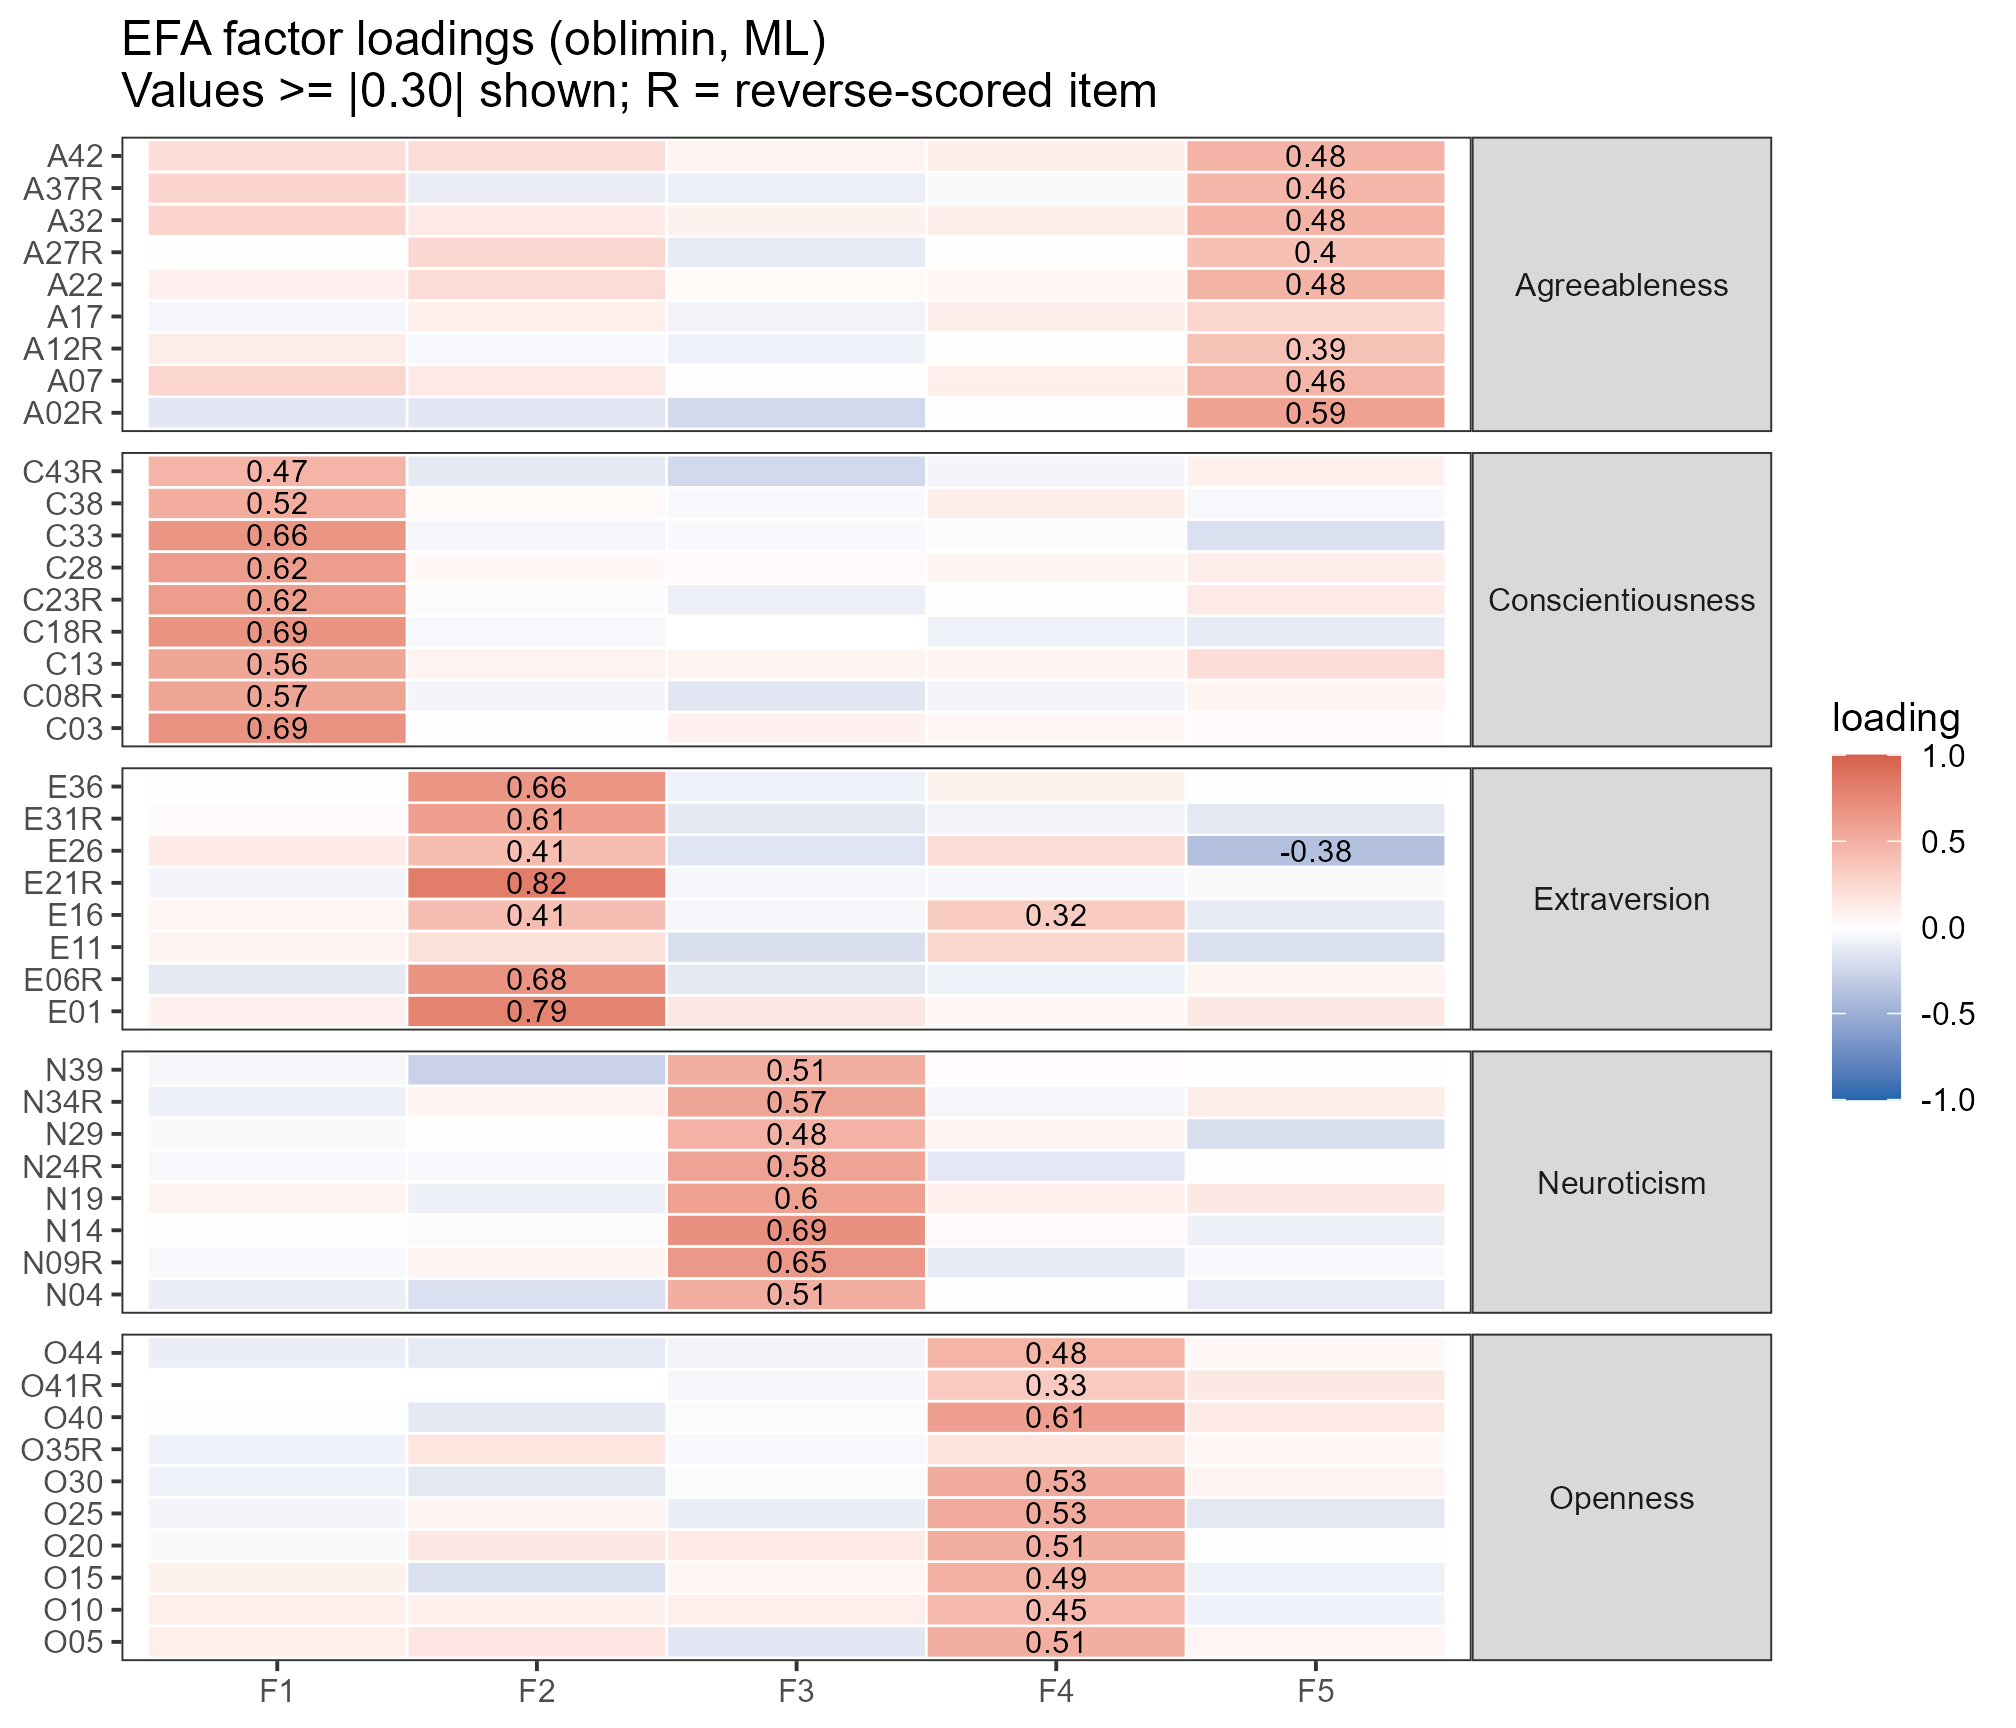 EFA factor loadings (oblimin, ML)
Values >= |0.30| shown; R = reverse-scored item
A42 0.48
A37R 0.46
A32 0.48
A27R 0.4
A22 0.48
A17
A12R 0.39
A07 0.46
A02R 0.59
Agreeableness
C43R 0.47
C38 0.52
C33 0.66
C28 0.62
C23R 0.62
C18R 0.69
C13 0.56
C08R 0.57
C03 0.69
Conscientiousness
E36 0.66
E31R 0.61
E26 0.41 -0.38
E21R 0.82
E16 0.41 0.32
E11
E06R 0.68
E01 0.79
Extraversion
N39 0.51
N34R 0.57
N29 0.48
N24R 0.58
N19 0.6
N14 0.69
N09R 0.65
N04 0.51
Neuroticism
O44 0.48
O41R 0.33
O40 0.61
O35R
O30 0.53
O25 0.53
O20 0.51
O15 0.49
O10 0.45
O05 0.51
Openness
F1 F2 F3 F4 F5
loading
1.0
0.5
0.0
-0.5
-1.0